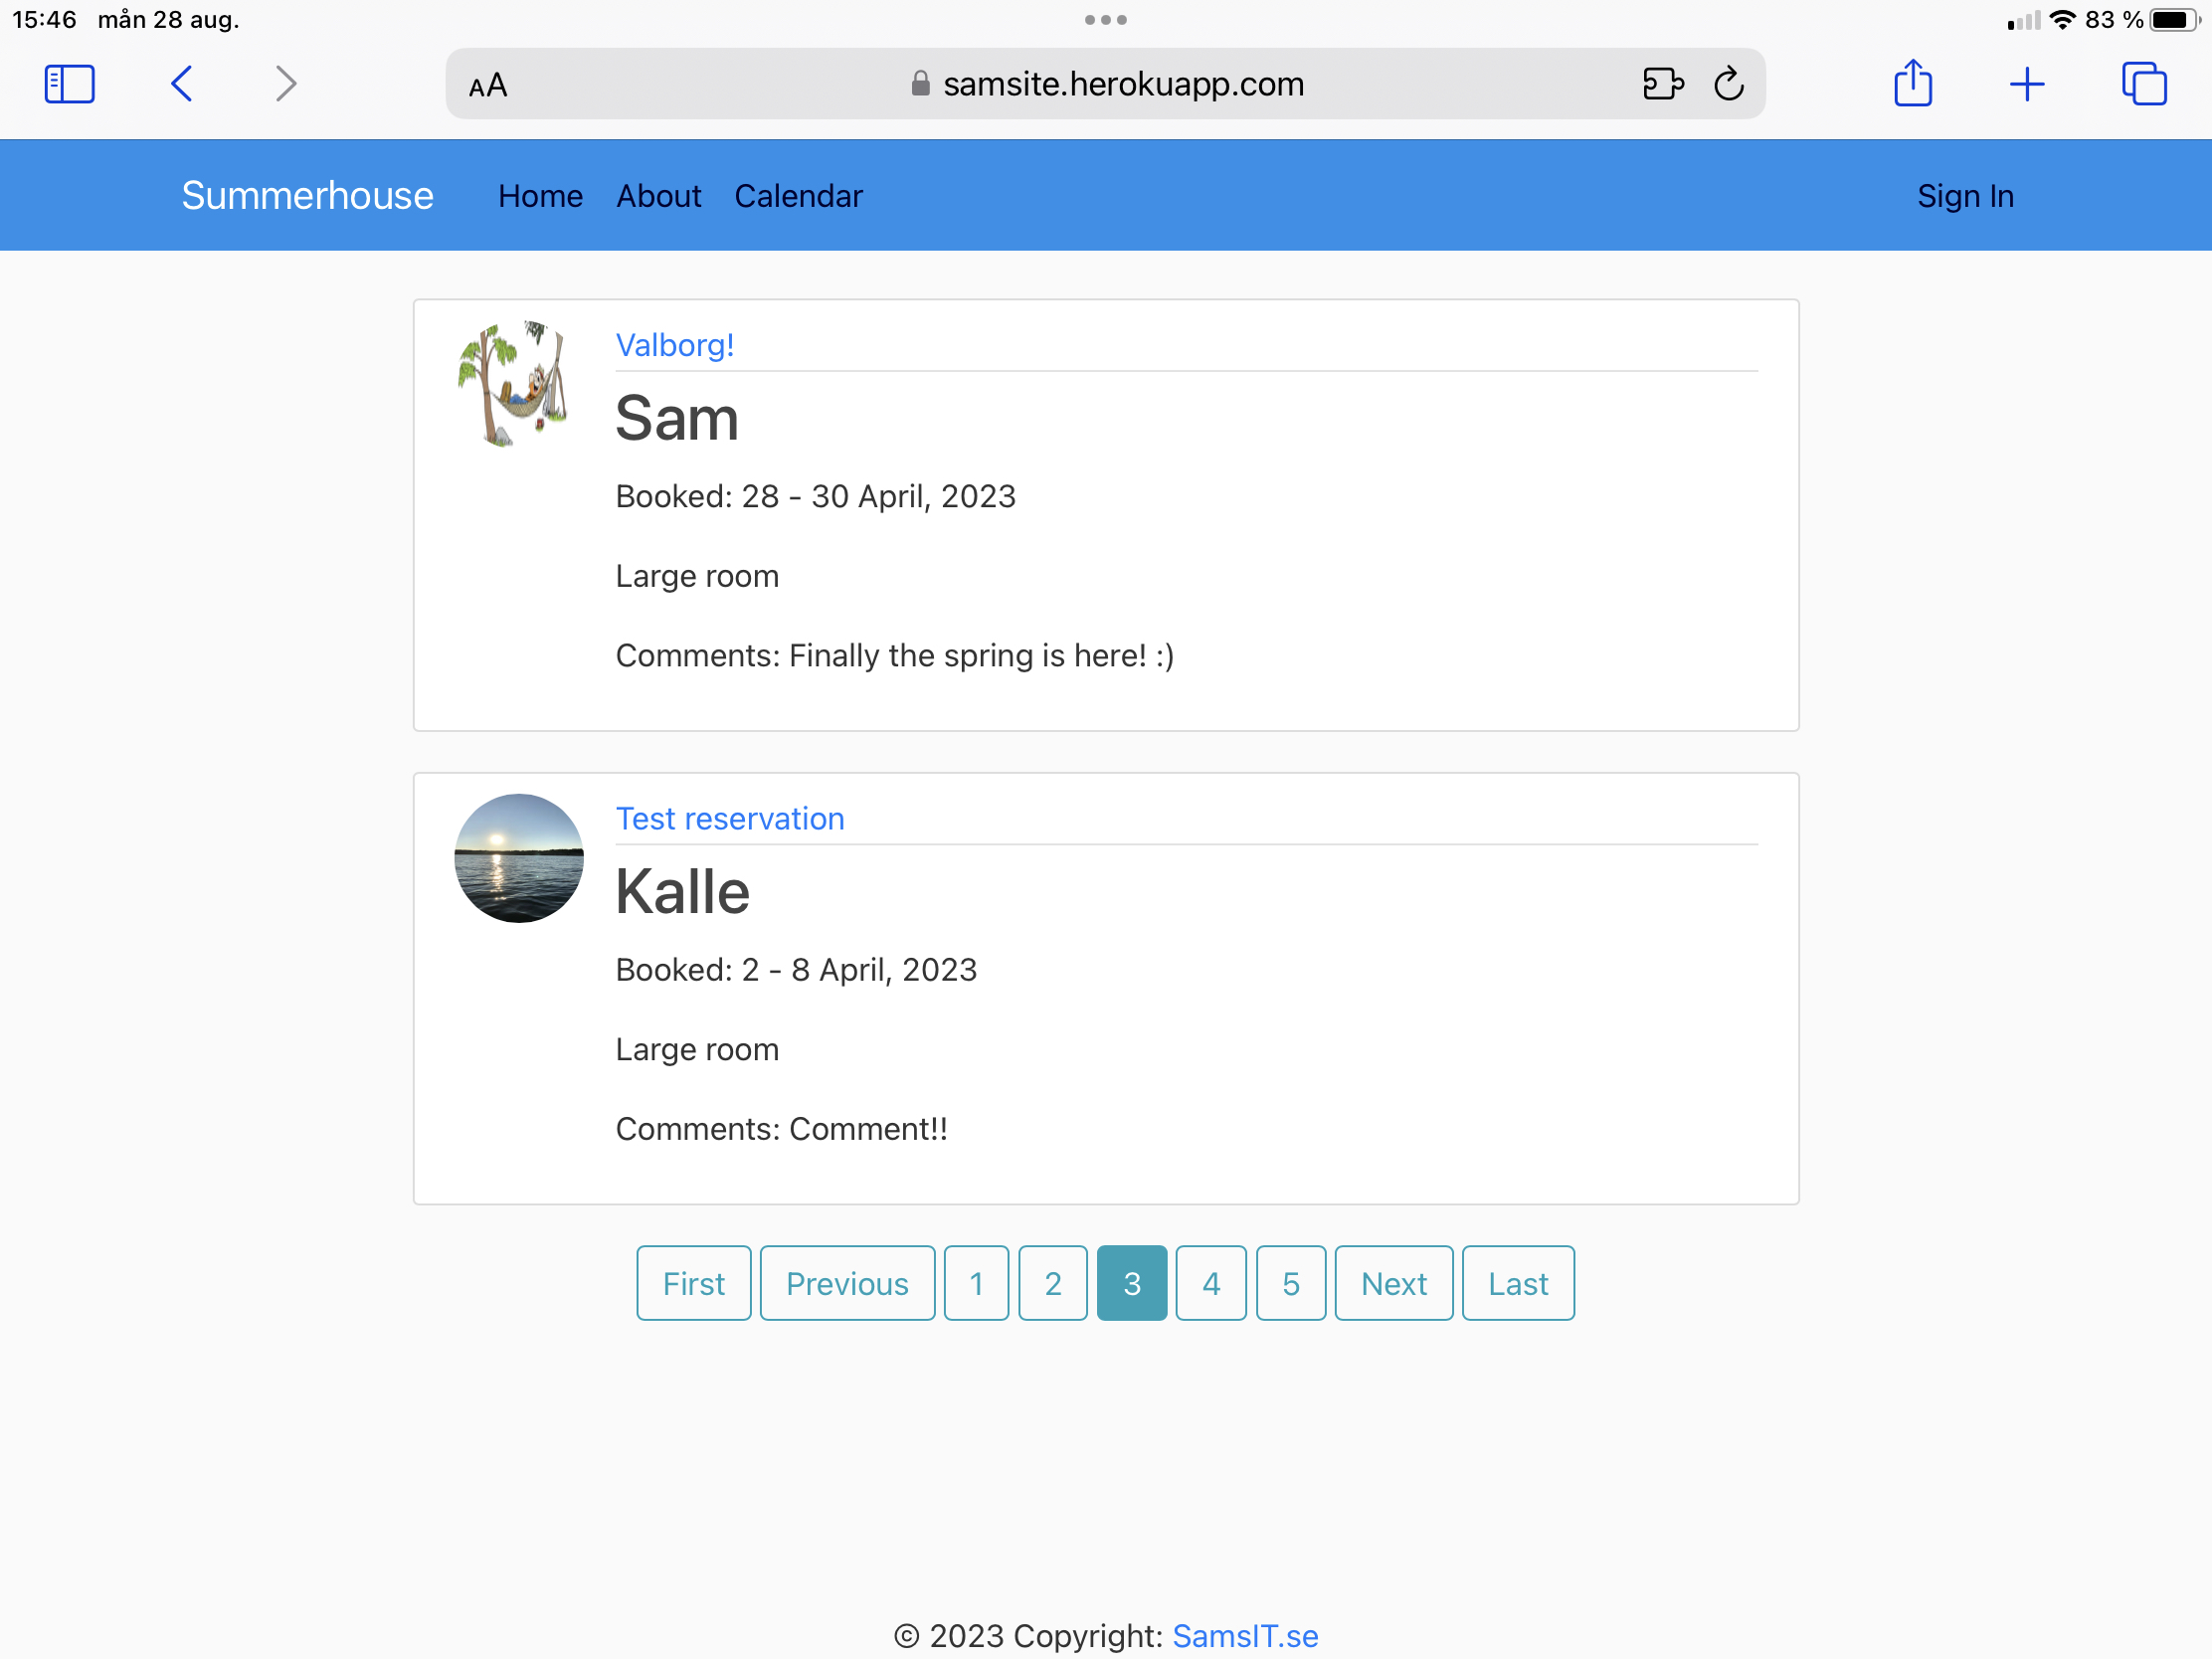 15:46 mån 28 aug. 83 %
AA samsite.herokuapp.com
Summerhouse Home About Calendar Sign In
Valborg!
Sam
Booked: 28 - 30 April, 2023
Large room
Comments: Finally the spring is here! :)
Test reservation
Kalle
Booked: 2 - 8 April, 2023
Large room
Comments: Comment!!
First Previous 1 2 3 4 5 Next Last
© 2023 Copyright: SamsIT.se